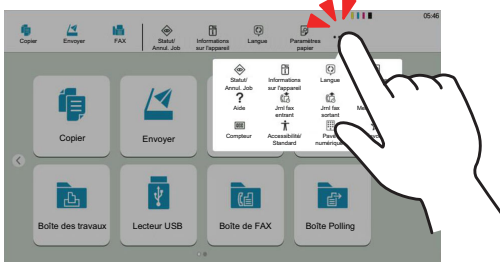 05:46
Copier Envoyer FAX Statut/ Informations Langue Paramètres
Annul. Job sur l'appareil papier
Statut/ Informations Langue
Annul. Job sur l'appareil
Aide Jrnl fax Jrnl fax
entrant sortant
Compteur Accessibilité/ Pavé
Standard numérique
Copier Envoyer
Boîte des travaux Lecteur USB Boîte de FAX Boîte Polling